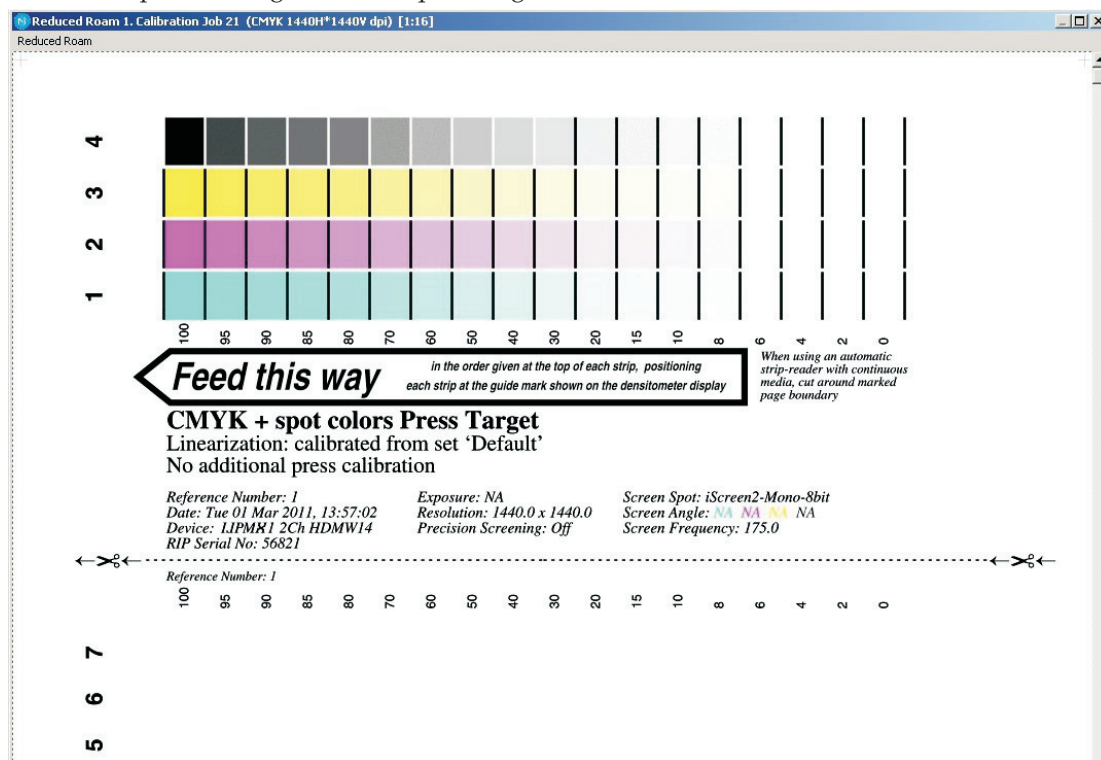 Reduced Roam 1. Calibration Job 21 (CMYK 1440H*1440V dpi) [1:16]
Reduced Roam
4
3
2
1
100 95 90 85 80 70 60 50 40 30 20 15 10 8 6 4 2 0
Feed this way
in the order given at the top of each strip, positioning
each strip at the guide mark shown on the densitometer display
When using an automatic
strip-reader with continuous
media, cut around marked
page boundary
CMYK + spot colors Press Target
Linearization: calibrated from set ‘Default’
No additional press calibration
Reference Number: 1 Exposure: NA Screen Spot: iScreen2-Mono-8bit
Date: Tue 01 Mar 2011, 13:57:02 Resolution: 1440.0 x 1440.0 Screen Angle: NA NA NA NA
Device: 2Ch HDMW14 Precision Screening: Off Screen Frequency: 175.0
RIP Serial No: 56821
Reference Number: 1
100 95 90 85 80 70 60 50 40 30 20 15 10 8 6 4 2 0
7
6
5